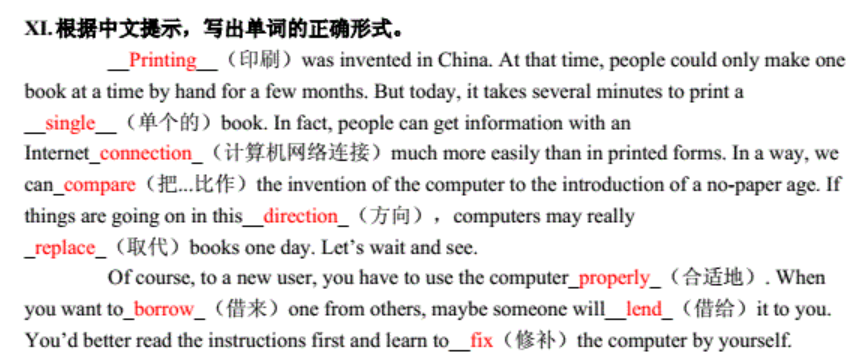 XI.根据中文提示，写出单词的正确形式。
__Printing__（印刷）was invented in China. At that time, people could only make one
book at a time by hand for a few months. But today, it takes several minutes to print a
__single__（单个的）book. In fact, people can get information with an
Internet_connection_（计算机网络连接）much more easily than in printed forms. In a way, we
can_compare（把...比作）the invention of the computer to the introduction of a no-paper age. If
things are going on in this__direction_（方向），computers may really
_replace_（取代）books one day. Let's wait and see.
Of course, to a new user, you have to use the computer_properly_（合适地）. When
you want to_borrow_（借来）one from others, maybe someone will__lend_（借给）it to you.
You'd better read the instructions first and learn to__fix（修补）the computer by yourself.